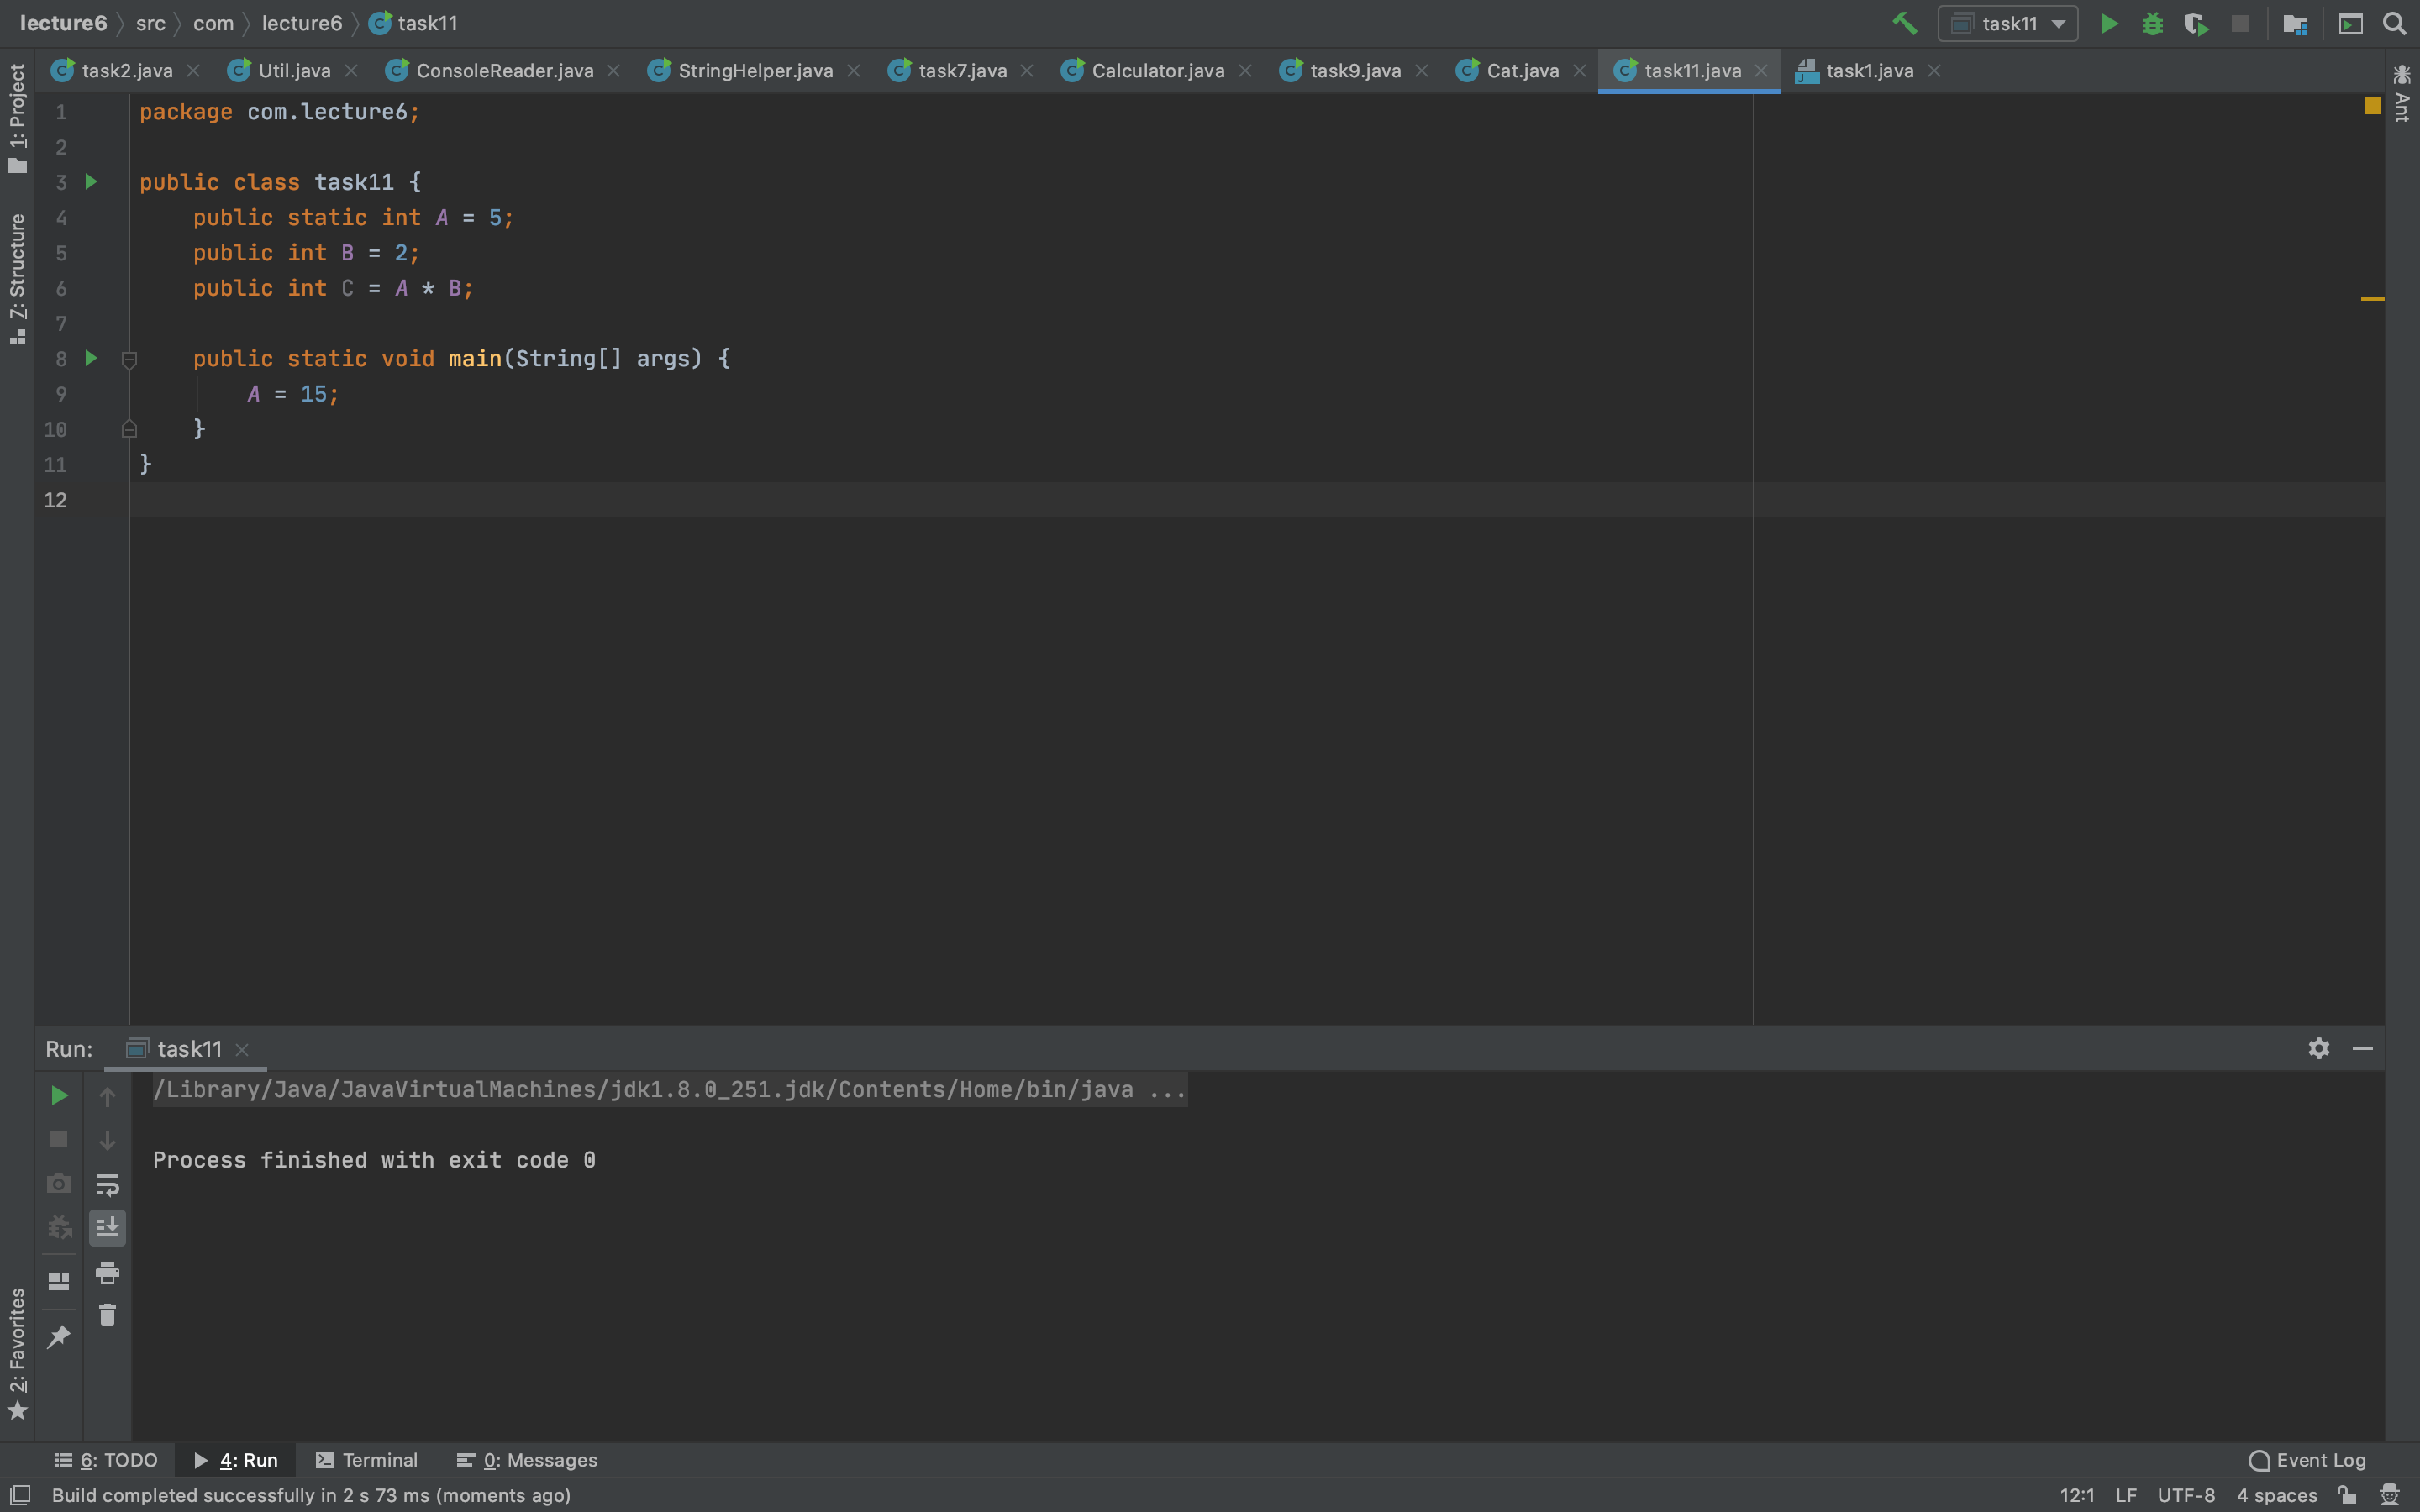 lecture6 src com lecture6 task11 task11
task2.java Util.java ConsoleReader.java StringHelper.java task7.java Calculator.java task9.java Cat.java task11.java task1.java
1: Project
7: Structure
2: Favorites
Ant
1 package com.lecture6;
2
3 public class task11 {
4 public static int A = 5;
5 public int B = 2;
6 public int C = A * B;
7
8 public static void main(String[] args) {
9 A = 15;
10 }
11 }
12
Run: task11
/Library/Java/JavaVirtualMachines/jdk1.8.0_251.jdk/Contents/Home/bin/java ...
Process finished with exit code 0
6: TODO 4: Run Terminal 0: Messages Event Log
Build completed successfully in 2 s 73 ms (moments ago) 12:1 LF UTF-8 4 spaces